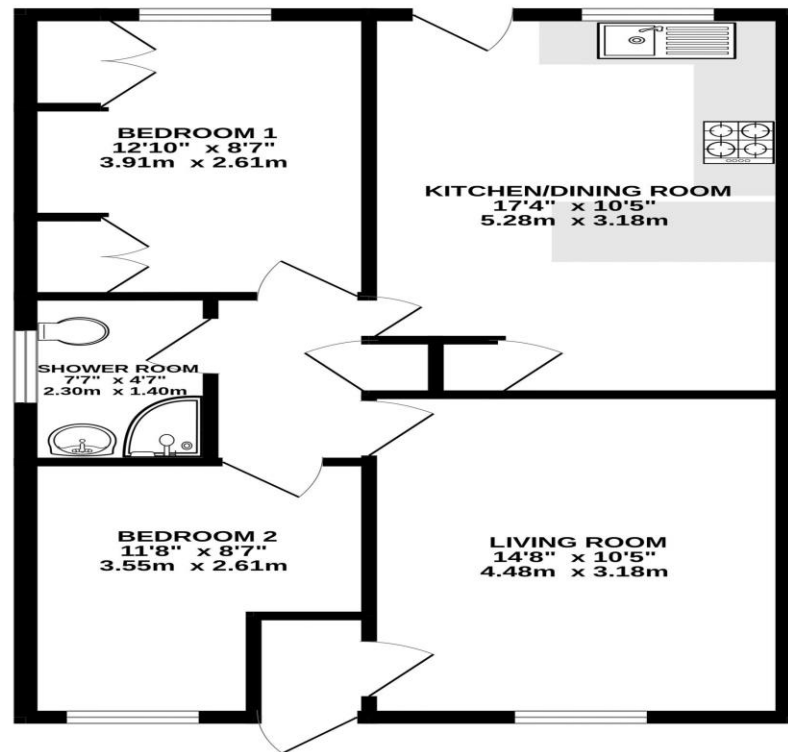 BEDROOM 1
12'10" x 8'7"
3.91m x 2.61m
KITCHEN/DINING ROOM
17'4" x 10'5"
5.28m x 3.18m
SHOWER ROOM
7'7" x 4'7"
2.30m x 1.40m
BEDROOM 2
11'8" x 8'7"
3.55m x 2.61m
LIVING ROOM
14'8" x 10'5"
4.48m x 3.18m